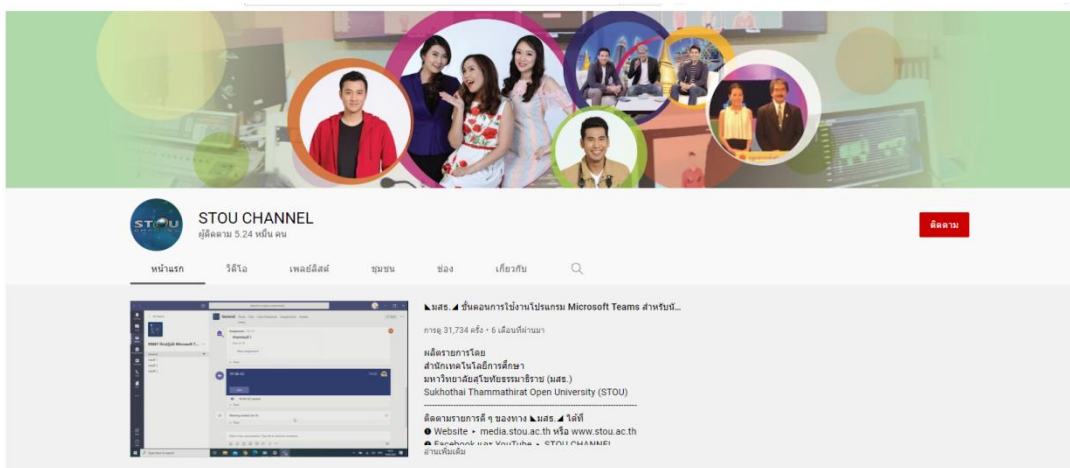 STOU
STOU CHANNEL
ผู้ติดตาม 5.24 หมื่น คน
ติดตาม
หน้าแรก วิดีโอ เพลย์ลิสต์ ชุมชน ช่อง เกี่ยวกับ
◣มสธ.◢ ขั้นตอนการใช้งานโปรแกรม Microsoft Teams สำหรับนั...
การดู 31,734 ครั้ง • 6 เดือนที่ผ่านมา
ผลิตรายการโดย
สำนักเทคโนโลยีการศึกษา
มหาวิทยาลัยสุโขทัยธรรมาธิราช (มสธ.)
Sukhothai Thammathirat Open University (STOU)
ติดตามรายการดี ๆ ของทาง ◣มสธ.◢ ได้ที่
❶ Website ▸ media.stou.ac.th หรือ www.stou.ac.th
❷ Facebook และ YouTube ▸ STOU CHANNEL
อ่านเพิ่มเติม
General